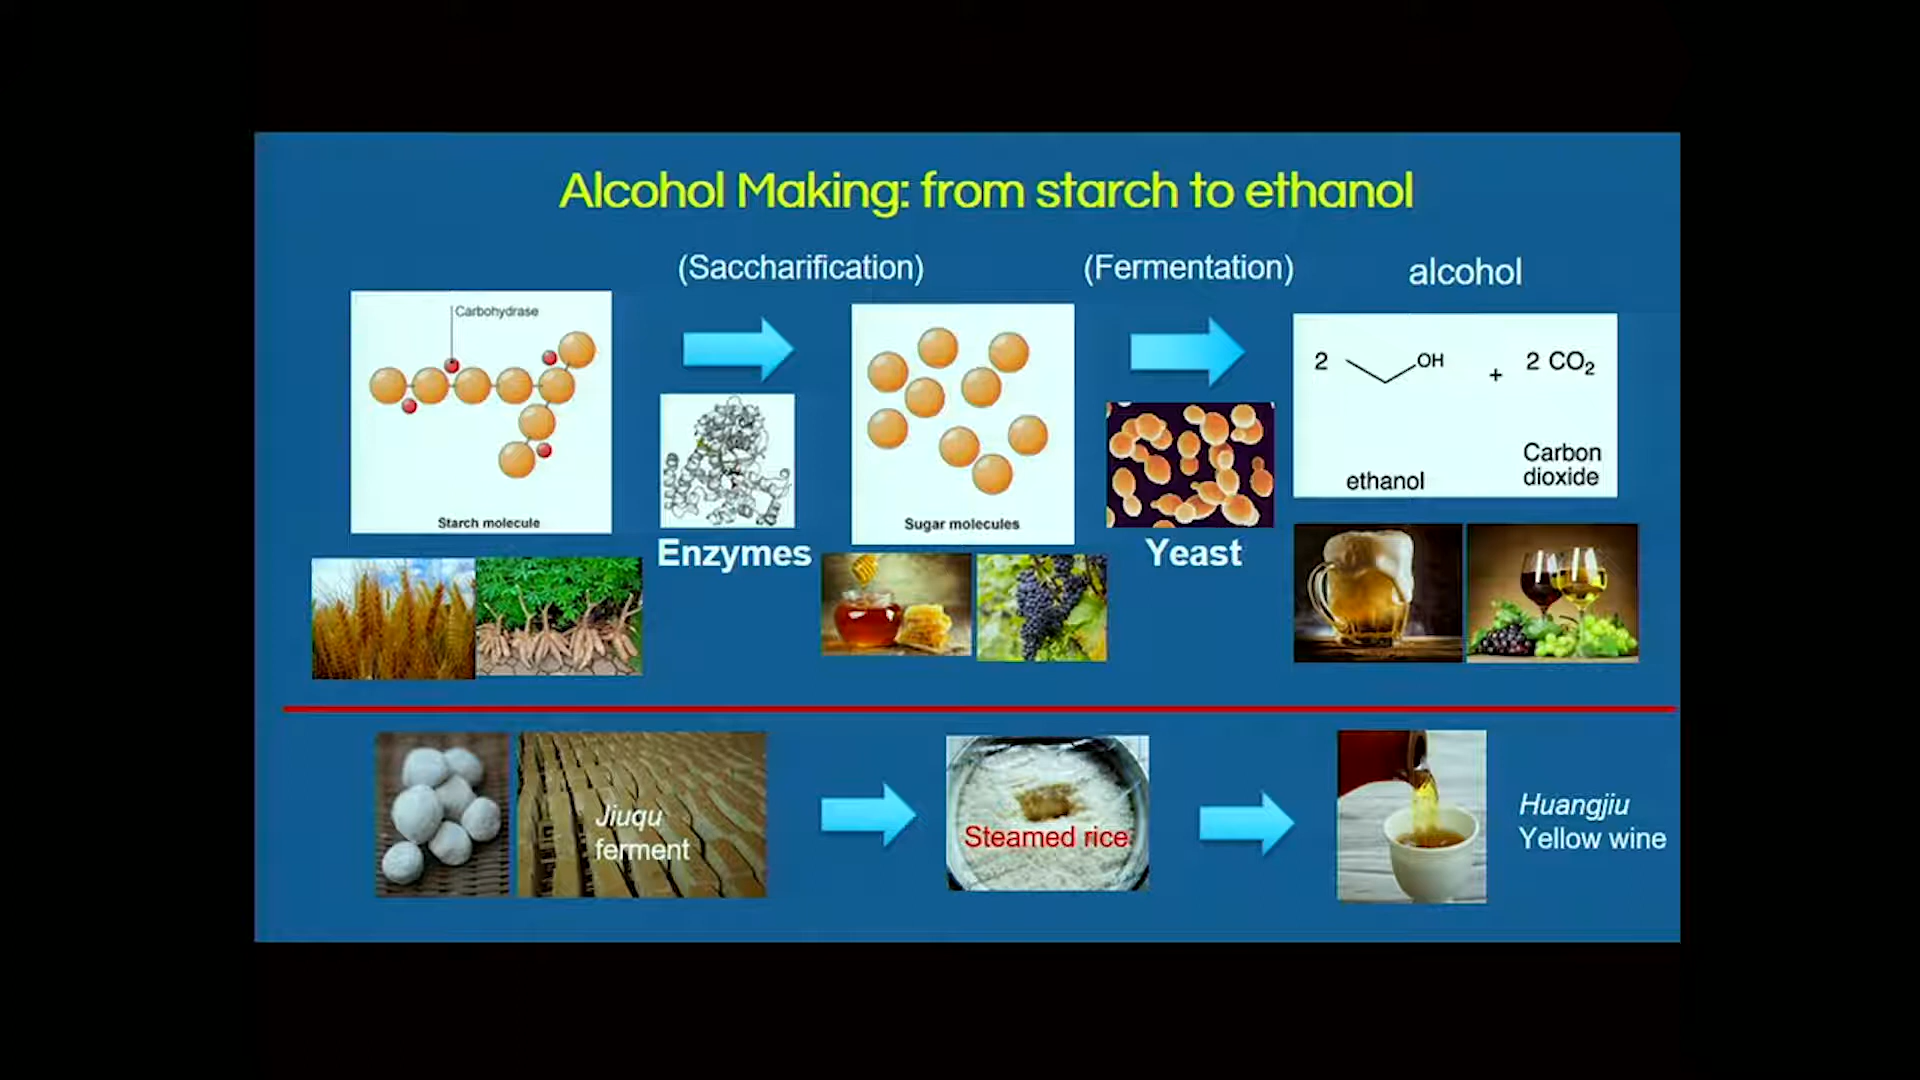 Alcohol Making: from starch to ethanol
(Saccharification)
(Fermentation)
alcohol
Carbohydrase
Starch molecule
Enzymes
Sugar molecules
Yeast
2 OH + 2 CO2
ethanol
Carbon
dioxide
Jiuqu
ferment
Steamed rice
Huangjiu
Yellow wine